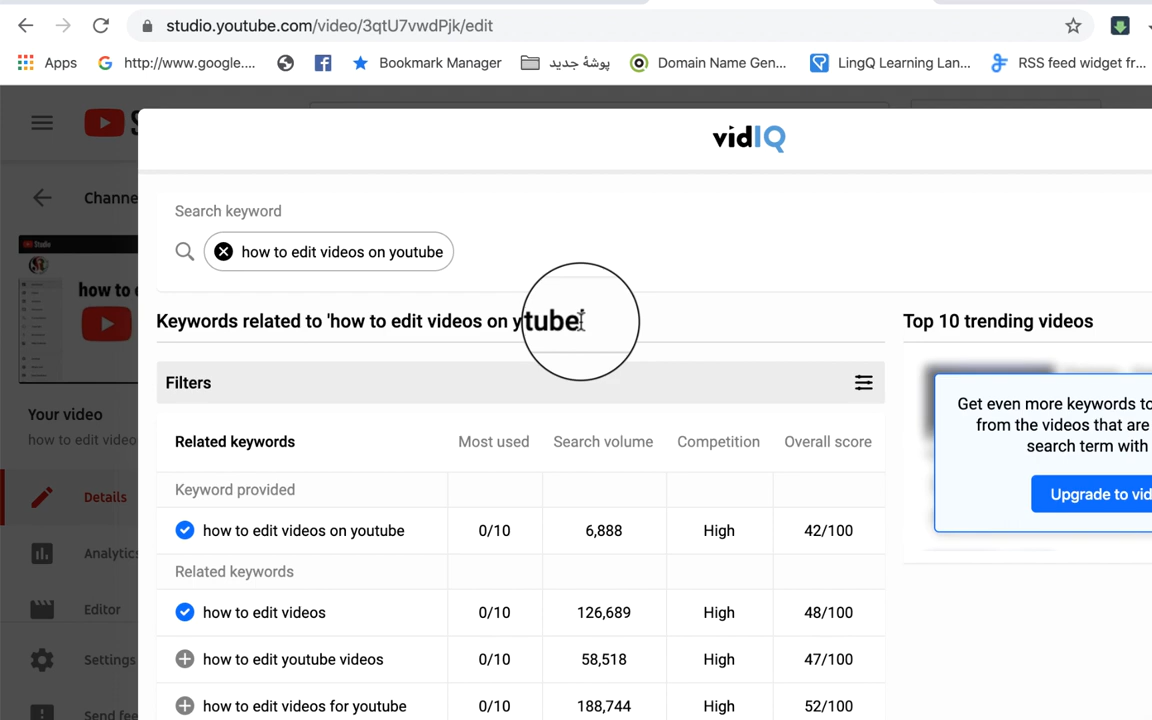 studio.youtube.com/video/3qtU7vwdPjk/edit
Apps http://www.google.... Bookmark Manager پوشهٔ جدید Domain Name Gen... LingQ Learning Lan... RSS feed widget fr...
vidIQ
Channe
Search keyword
how to edit videos on youtube
Studio
how to e
Keywords related to 'how to edit videos on ytube'
Top 10 trending videos
Filters
Get even more keywords to
from the videos that are
search term with
Upgrade to vid
Your video
how to edit video
Related keywords Most used Search volume Competition Overall score
Keyword provided
Details
how to edit videos on youtube 0/10 6,888 High 42/100
Analytics
Related keywords
Editor
how to edit videos 0/10 126,689 High 48/100
Settings
how to edit youtube videos 0/10 58,518 High 47/100
how to edit videos for youtube 0/10 188,744 High 52/100
Send fee